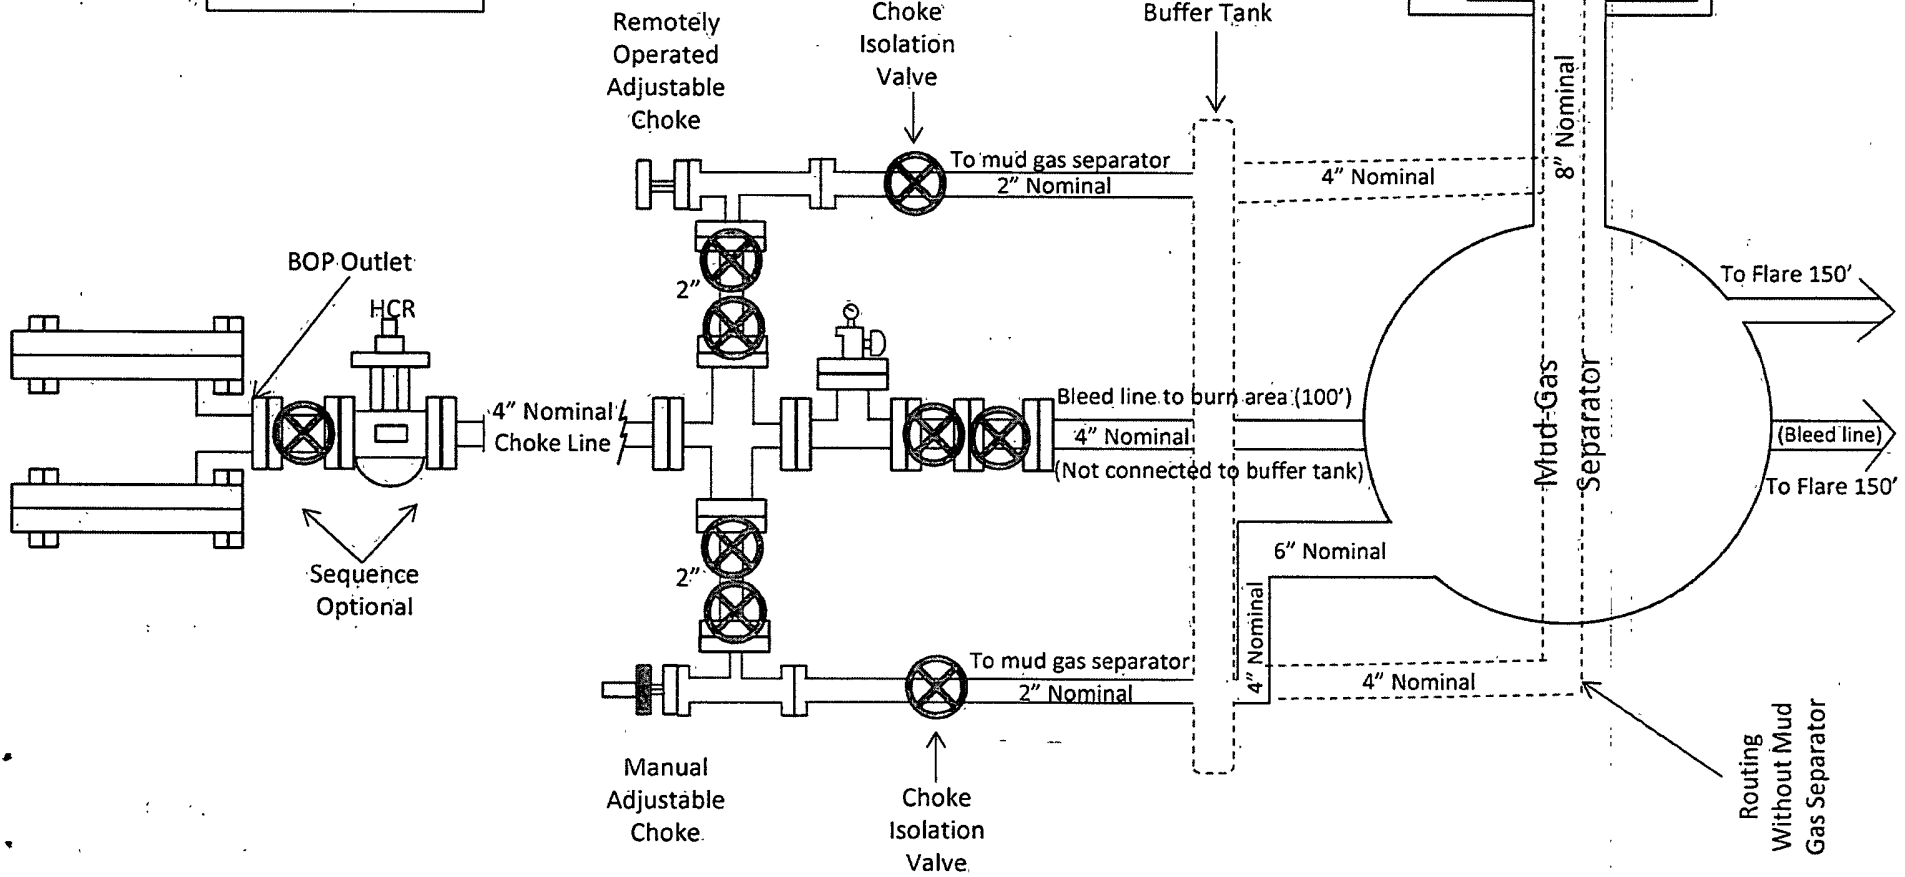 Remotely
Operated
Adjustable
Choke
Choke
Isolation
Valve
Buffer Tank
8” Nominal
To mud gas separator
2” Nominal
4” Nominal
BOP Outlet
HCR
2”
To Flare 150’
4” Nominal
Choke Line
Bleed line to burn area (100’)
4” Nominal
(Not connected to buffer tank)
Mud Gas
Separator
(Bleed line)
To Flare 150’
Sequence
Optional
2”
6” Nominal
4” Nominal
To mud gas separator
2” Nominal
4” Nominal
Manual
Adjustable
Choke
Choke
Isolation
Valve
Routing
Without Mud
Gas Separator